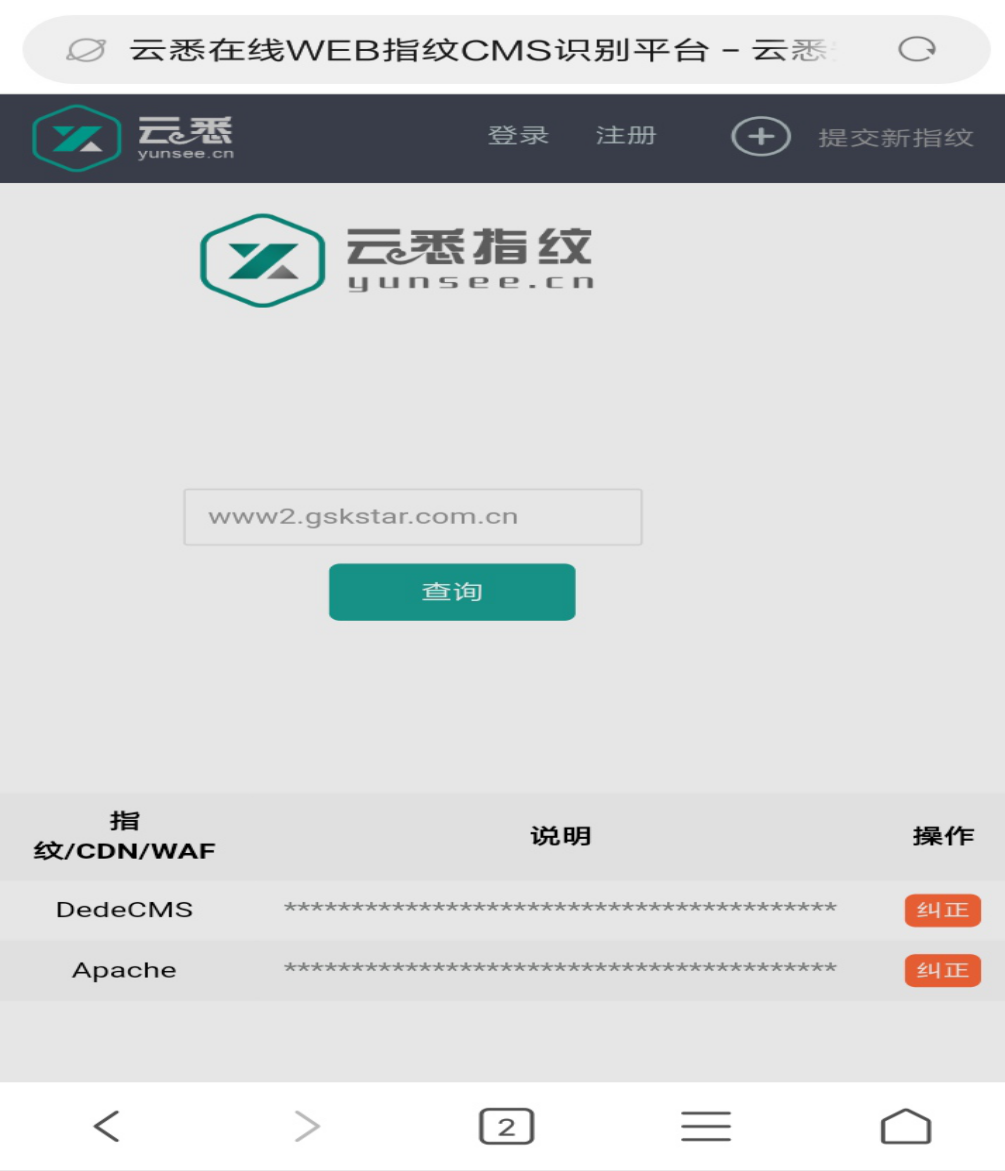 云悉在线WEB指纹CMS识别平台 - 云悉
云悉
yunsee.cn
登录 注册 提交新指纹
云悉指纹
yunsee.cn
www2.gskstar.com.cn
查询
指
纹/CDN/WAF 说明 操作
DedeCMS ***************************************** 纠正
Apache ***************************************** 纠正
2